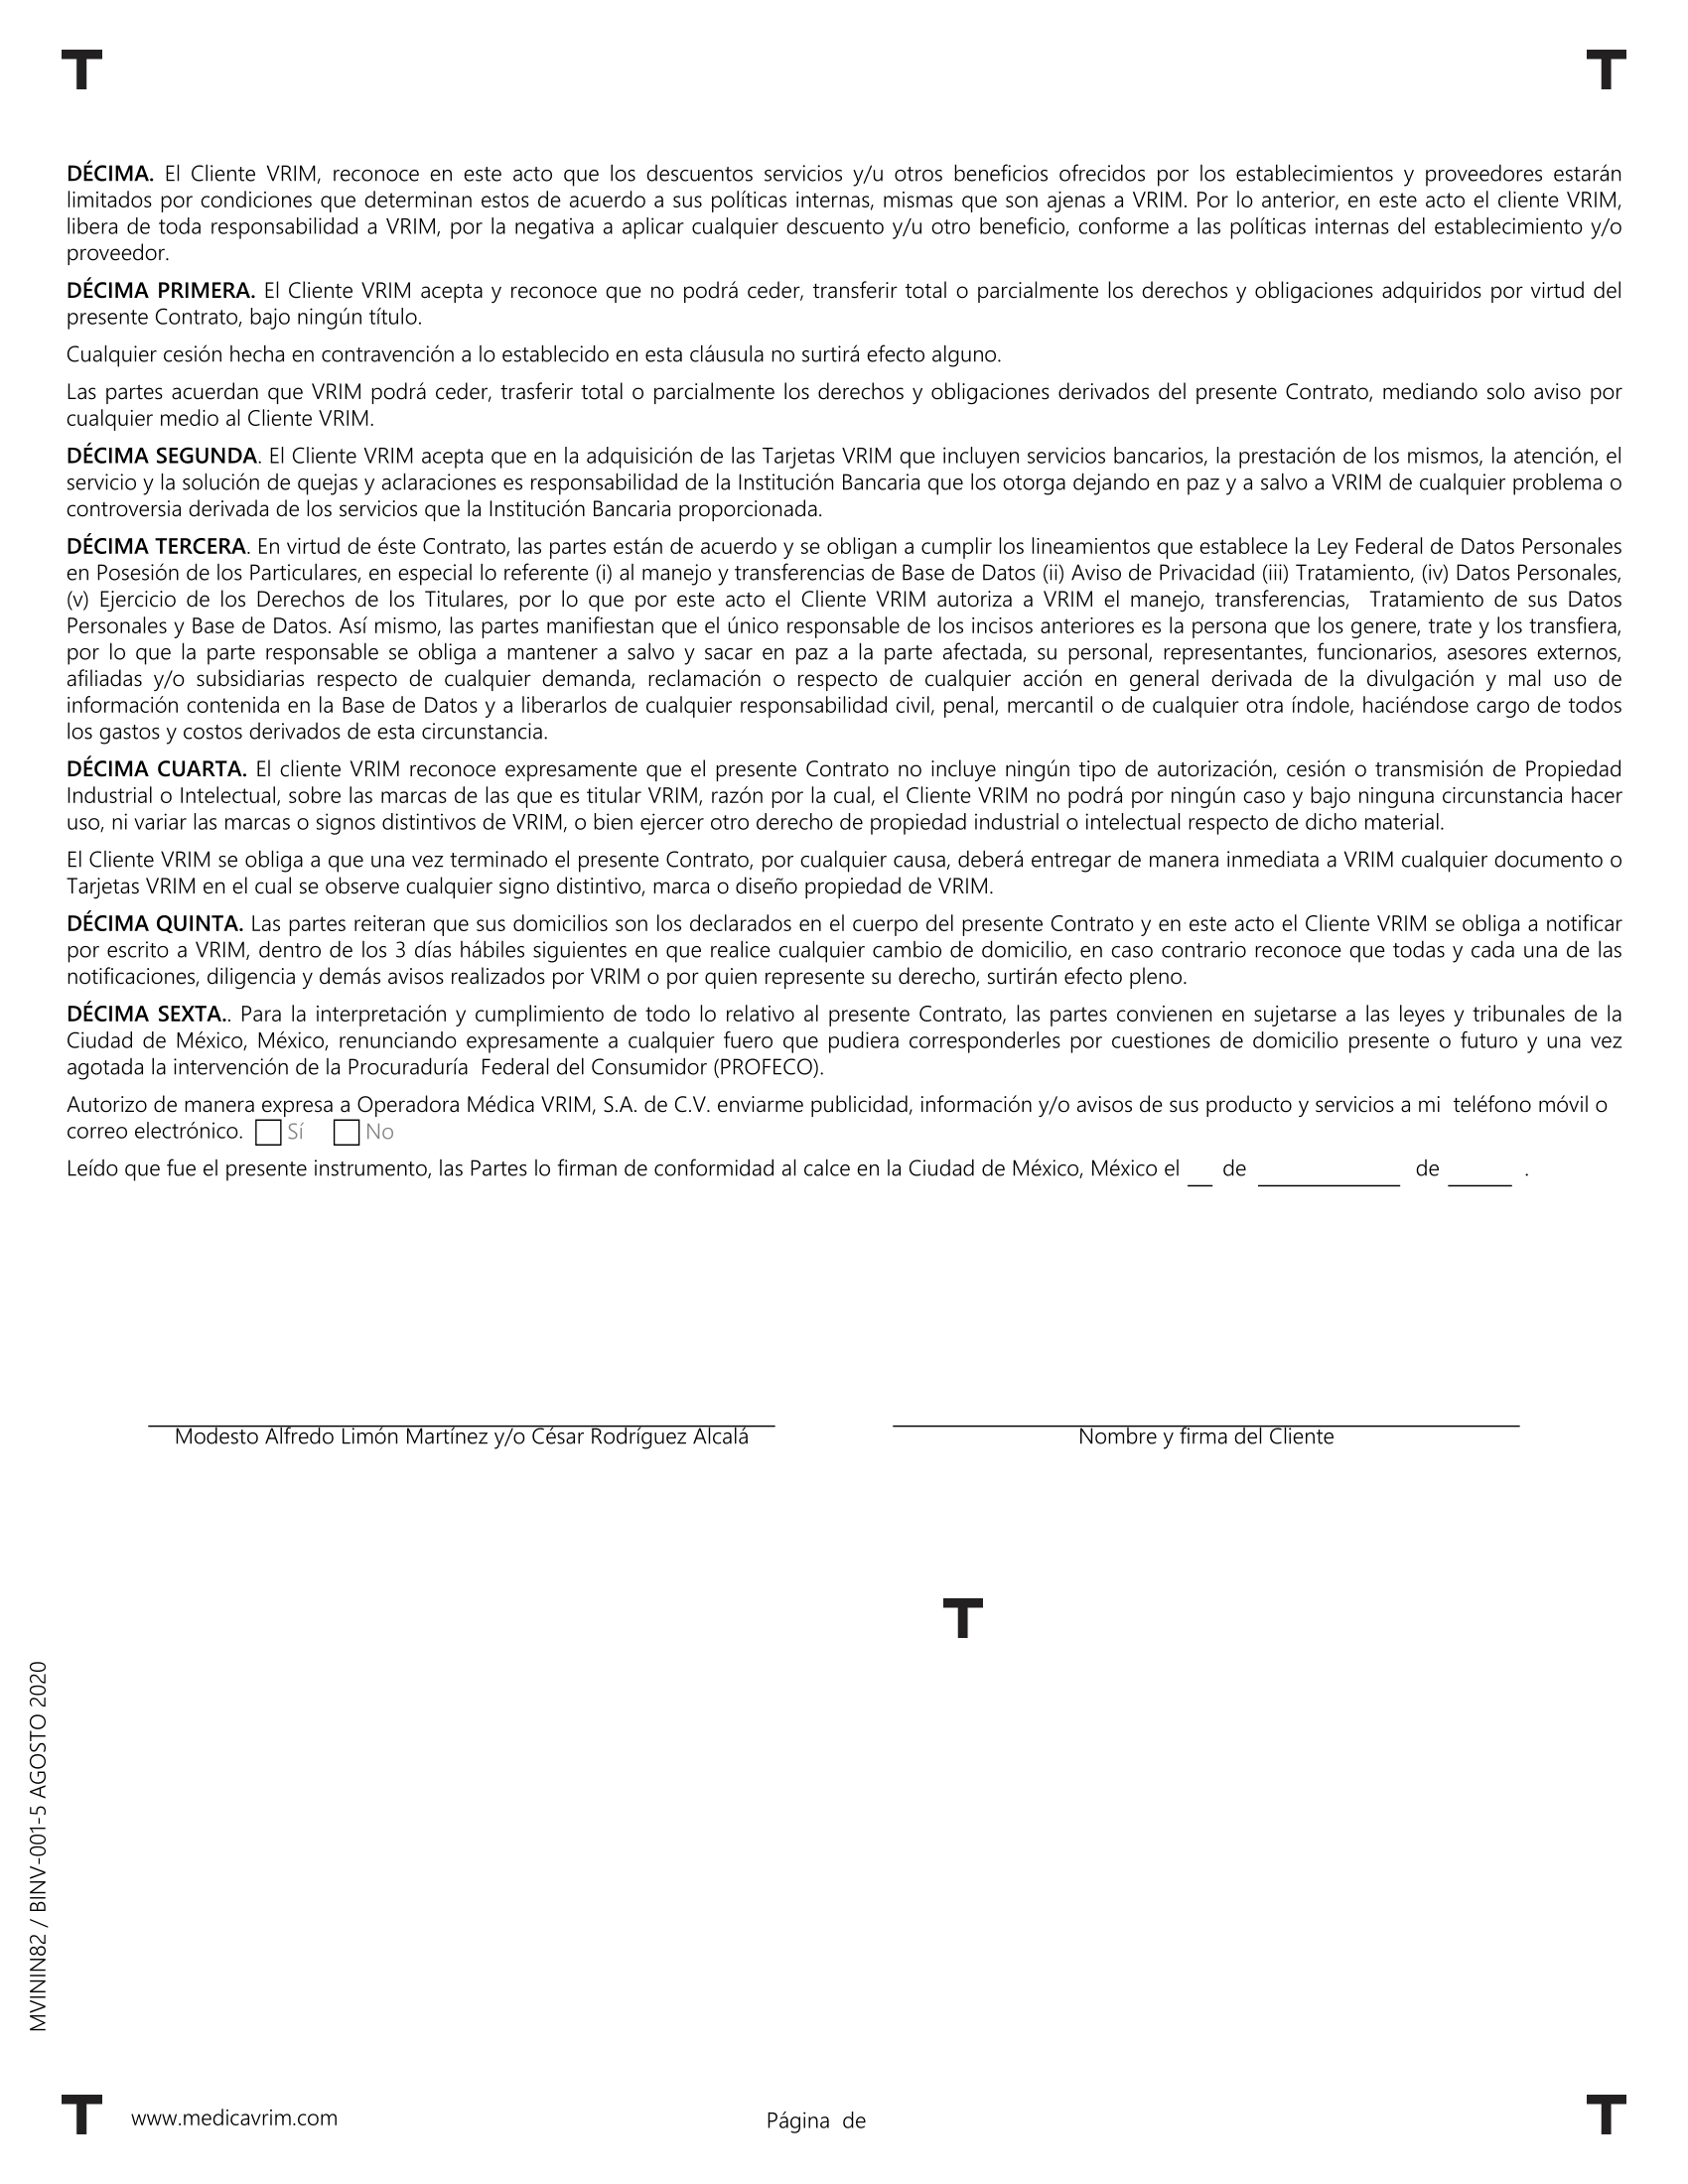 T T
DÉCIMA. El Cliente VRIM, reconoce en este acto que los descuentos servicios y/u otros beneficios ofrecidos por los establecimientos y proveedores estarán
limitados por condiciones que determinan estos de acuerdo a sus políticas internas, mismas que son ajenas a VRIM. Por lo anterior, en este acto el cliente VRIM,
libera de toda responsabilidad a VRIM, por la negativa a aplicar cualquier descuento y/u otro beneficio, conforme a las políticas internas del establecimiento y/o
proveedor.
DÉCIMA PRIMERA. El Cliente VRIM acepta y reconoce que no podrá ceder, transferir total o parcialmente los derechos y obligaciones adquiridos por virtud del
presente Contrato, bajo ningún título.
Cualquier cesión hecha en contravención a lo establecido en esta cláusula no surtirá efecto alguno.
Las partes acuerdan que VRIM podrá ceder, trasferir total o parcialmente los derechos y obligaciones derivados del presente Contrato, mediando solo aviso por
cualquier medio al Cliente VRIM.
DÉCIMA SEGUNDA. El Cliente VRIM acepta que en la adquisición de las Tarjetas VRIM que incluyen servicios bancarios, la prestación de los mismos, la atención, el
servicio y la solución de quejas y aclaraciones es responsabilidad de la Institución Bancaria que los otorga dejando en paz y a salvo a VRIM de cualquier problema o
controversia derivada de los servicios que la Institución Bancaria proporcionada.
DÉCIMA TERCERA. En virtud de éste Contrato, las partes están de acuerdo y se obligan a cumplir los lineamientos que establece la Ley Federal de Datos Personales
en Posesión de los Particulares, en especial lo referente (i) al manejo y transferencias de Base de Datos (ii) Aviso de Privacidad (iii) Tratamiento, (iv) Datos Personales,
(v) Ejercicio de los Derechos de los Titulares, por lo que por este acto el Cliente VRIM autoriza a VRIM el manejo, transferencias, Tratamiento de sus Datos
Personales y Base de Datos. Así mismo, las partes manifiestan que el único responsable de los incisos anteriores es la persona que los genere, trate y los transfiera,
por lo que la parte responsable se obliga a mantener a salvo y sacar en paz a la parte afectada, su personal, representantes, funcionarios, asesores externos,
afiliadas y/o subsidiarias respecto de cualquier demanda, reclamación o respecto de cualquier acción en general derivada de la divulgación y mal uso de
información contenida en la Base de Datos y a liberarlos de cualquier responsabilidad civil, penal, mercantil o de cualquier otra índole, haciéndose cargo de todos
los gastos y costos derivados de esta circunstancia.
DÉCIMA CUARTA. El cliente VRIM reconoce expresamente que el presente Contrato no incluye ningún tipo de autorización, cesión o transmisión de Propiedad
Industrial o Intelectual, sobre las marcas de las que es titular VRIM, razón por la cual, el Cliente VRIM no podrá por ningún caso y bajo ninguna circunstancia hacer
uso, ni variar las marcas o signos distintivos de VRIM, o bien ejercer otro derecho de propiedad industrial o intelectual respecto de dicho material.
El Cliente VRIM se obliga a que una vez terminado el presente Contrato, por cualquier causa, deberá entregar de manera inmediata a VRIM cualquier documento o
Tarjetas VRIM en el cual se observe cualquier signo distintivo, marca o diseño propiedad de VRIM.
DÉCIMA QUINTA. Las partes reiteran que sus domicilios son los declarados en el cuerpo del presente Contrato y en este acto el Cliente VRIM se obliga a notificar
por escrito a VRIM, dentro de los 3 días hábiles siguientes en que realice cualquier cambio de domicilio, en caso contrario reconoce que todas y cada una de las
notificaciones, diligencia y demás avisos realizados por VRIM o por quien represente su derecho, surtirán efecto pleno.
DÉCIMA SEXTA.. Para la interpretación y cumplimiento de todo lo relativo al presente Contrato, las partes convienen en sujetarse a las leyes y tribunales de la
Ciudad de México, México, renunciando expresamente a cualquier fuero que pudiera corresponderles por cuestiones de domicilio presente o futuro y una vez
agotada la intervención de la Procuraduría Federal del Consumidor (PROFECO).
Autorizo de manera expresa a Operadora Médica VRIM, S.A. de C.V. enviarme publicidad, información y/o avisos de sus producto y servicios a mi teléfono móvil o
correo electrónico. Sí No
Leído que fue el presente instrumento, las Partes lo firman de conformidad al calce en la Ciudad de México, México el __ de ____________ de _____ .
Modesto Alfredo Limón Martínez y/o César Rodríguez Alcalá
Nombre y firma del Cliente
T
MVININ82 / BINV-001-5 AGOSTO 2020
T www.medicavrim.com Página de T